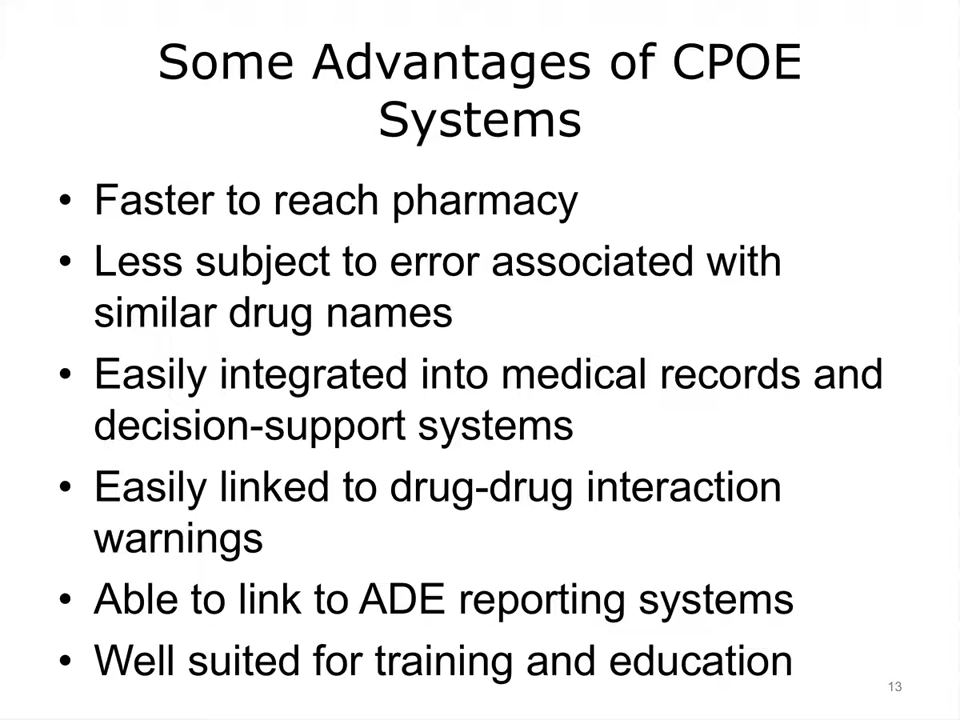 Some Advantages of CPOE
Systems
• Faster to reach pharmacy
• Less subject to error associated with
similar drug names
• Easily integrated into medical records and
decision-support systems
• Easily linked to drug-drug interaction
warnings
• Able to link to ADE reporting systems
• Well suited for training and education
13